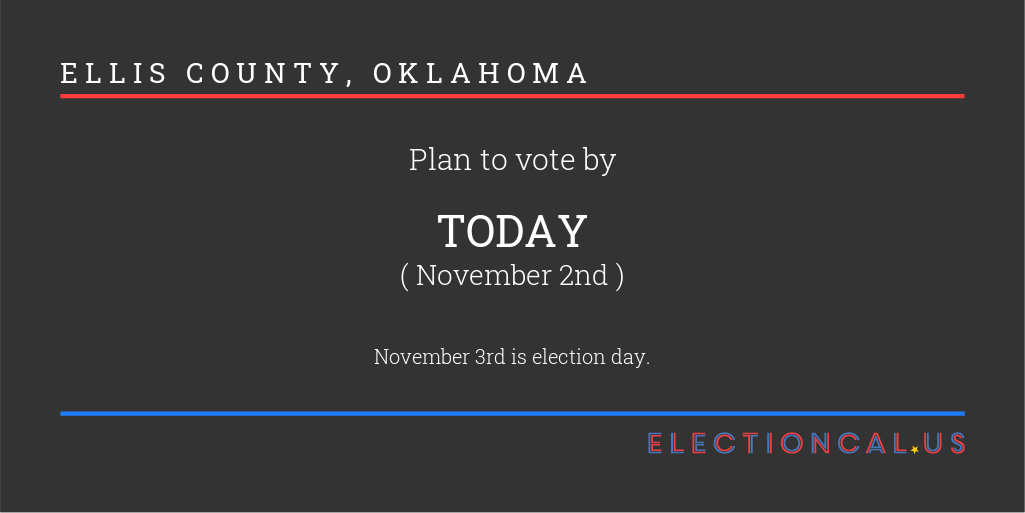 ELLIS COUNTY, OKLAHOMA
Plan to vote by
TODAY
( November 2nd )
November 3rd is election day.
ELECTIONCAL.US